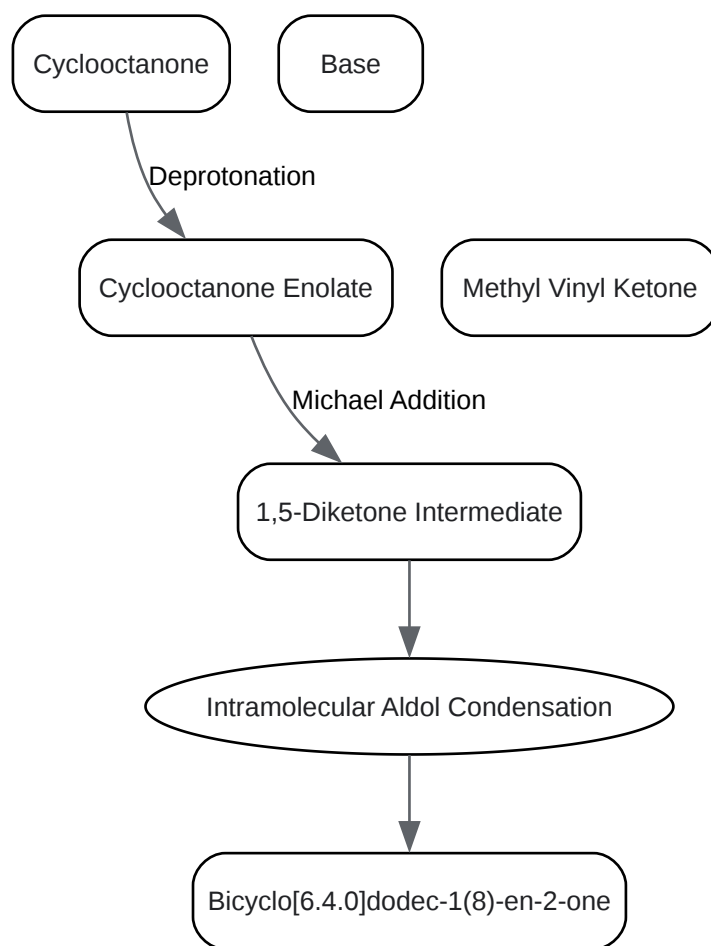 Cyclooctanone
Base
Deprotonation
Cyclooctanone Enolate
Methyl Vinyl Ketone
Michael Addition
1,5-Diketone Intermediate
Intramolecular Aldol Condensation
Bicyclo[6.4.0]dodec-1(8)-en-2-one